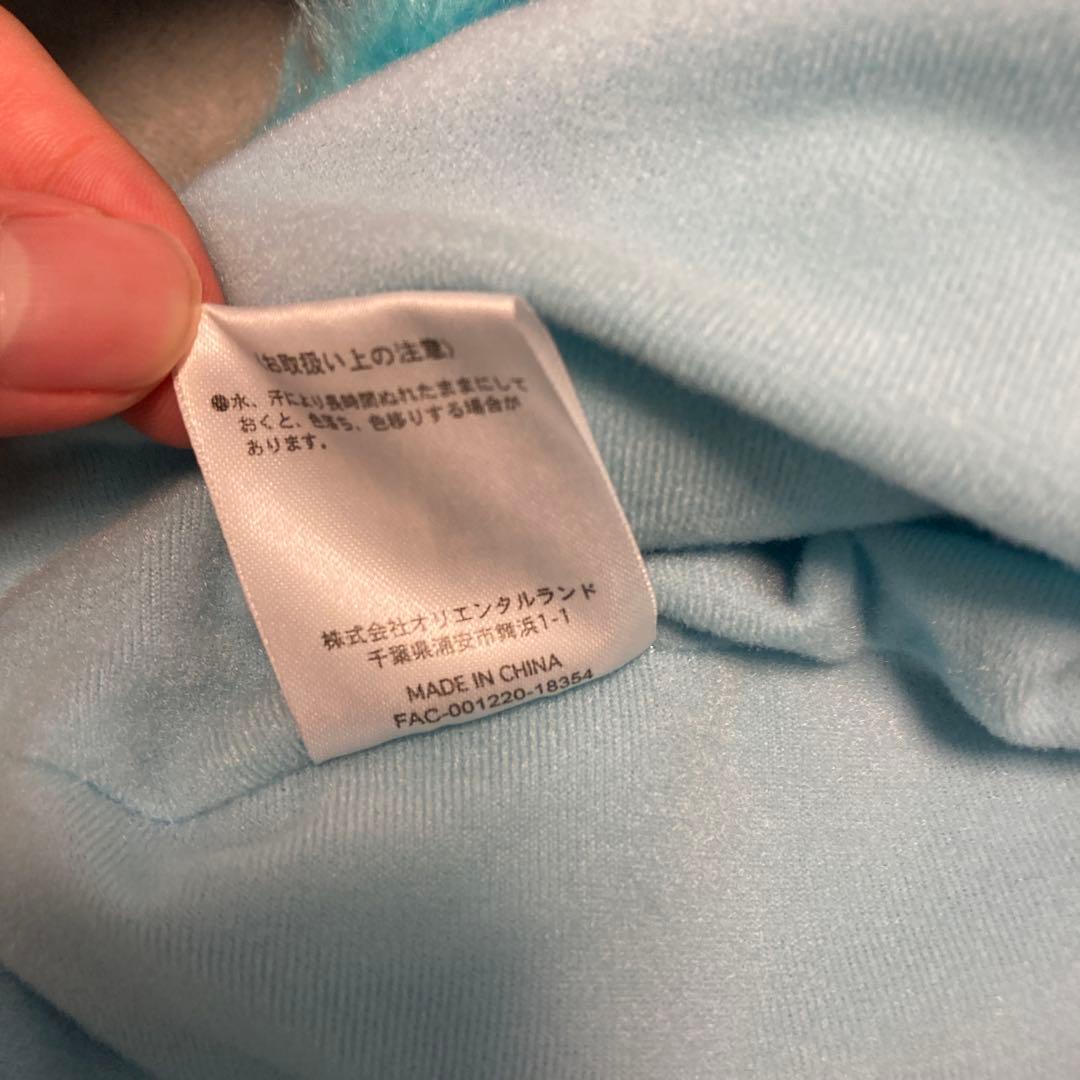 (お取扱い上の注意)
●水、汗により長時間ぬれたままにして
おくと、色落ち、色移りする場合が
あります。
株式会社オリエンタルランド
千葉県浦安市舞浜1-1
MADE IN CHINA
FAC-001220-18354